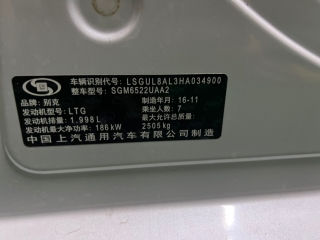 车辆识别代号: LSGUL8AL3HA034900
整车型号: SGM6522UAA2
品牌: 别克 制造年月: 16-11
发动机型号: LTG 乘坐人数: 7
发动机排量: 1.998L 最大允许总质量:
发动机最大净功率: 186kW 2505kg
中国上汽通用汽车有限公司制造